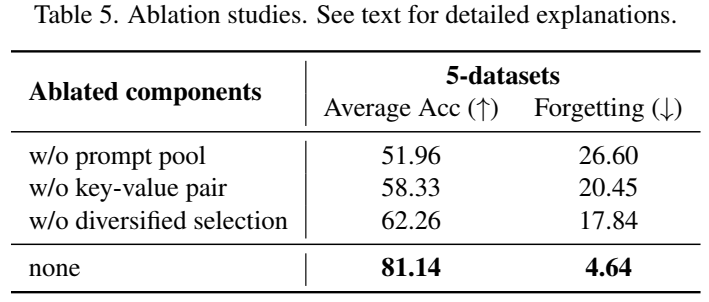 Table 5. Ablation studies. See text for detailed explanations.
Ablated components 5-datasets
Average Acc (↑) Forgetting (↓)
w/o prompt pool 51.96 26.60
w/o key-value pair 58.33 20.45
w/o diversified selection 62.26 17.84
none 81.14 4.64